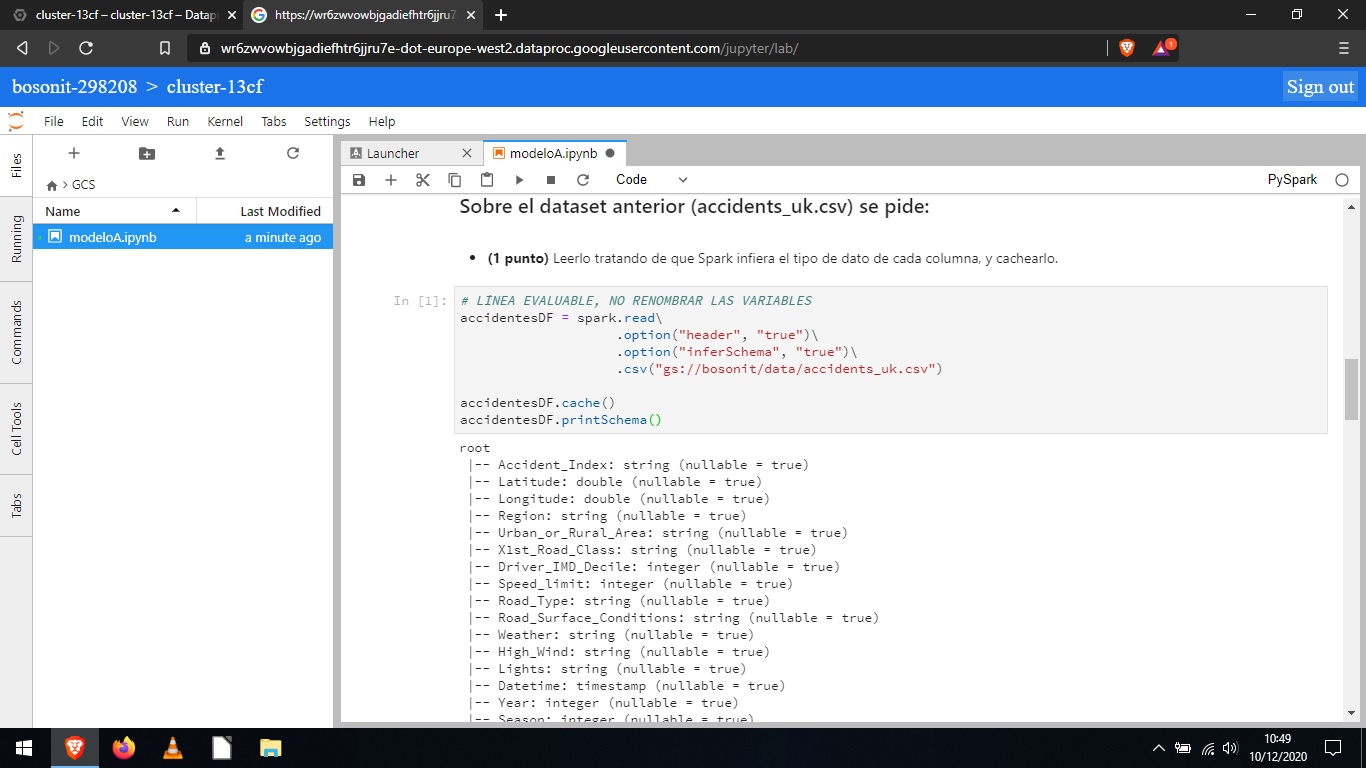 cluster-13cf – cluster-13cf – Datap
https://wr6zwvowbjgadiefhtr6jjru7
wr6zwvowbjgadiefhtr6jjru7e-dot-europe-west2.dataproc.googleusercontent.com/jupyter/lab/
1
bosonit-298208 > cluster-13cf
Sign out
File Edit View Run Kernel Tabs Settings Help
Files
Running
Commands
Cell Tools
Tabs
> GCS
Name Last Modified
modeloA.ipynb a minute ago
Launcher
modeloA.ipynb
Code
PySpark
Sobre el dataset anterior (accidents_uk.csv) se pide:
• (1 punto) Leerlo tratando de que Spark infiera el tipo de dato de cada columna, y cachearlo.
In [1]:
# LÍNEA EVALUABLE, NO RENOMBRAR LAS VARIABLES
accidentesDF = spark.read\
.option("header", "true")\
.option("inferSchema", "true")\
.csv("gs://bosonit/data/accidents_uk.csv")
accidentesDF.cache()
accidentesDF.printSchema()
root
|-- Accident_Index: string (nullable = true)
|-- Latitude: double (nullable = true)
|-- Longitude: double (nullable = true)
|-- Region: string (nullable = true)
|-- Urban_or_Rural_Area: string (nullable = true)
|-- X1st_Road_Class: string (nullable = true)
|-- Driver_IMD_Decile: integer (nullable = true)
|-- Speed_limit: integer (nullable = true)
|-- Road_Type: string (nullable = true)
|-- Road_Surface_Conditions: string (nullable = true)
|-- Weather: string (nullable = true)
|-- High_Wind: string (nullable = true)
|-- Lights: string (nullable = true)
|-- Datetime: timestamp (nullable = true)
|-- Year: integer (nullable = true)
|-- Season: integer (nullable = true)
10:49
10/12/2020